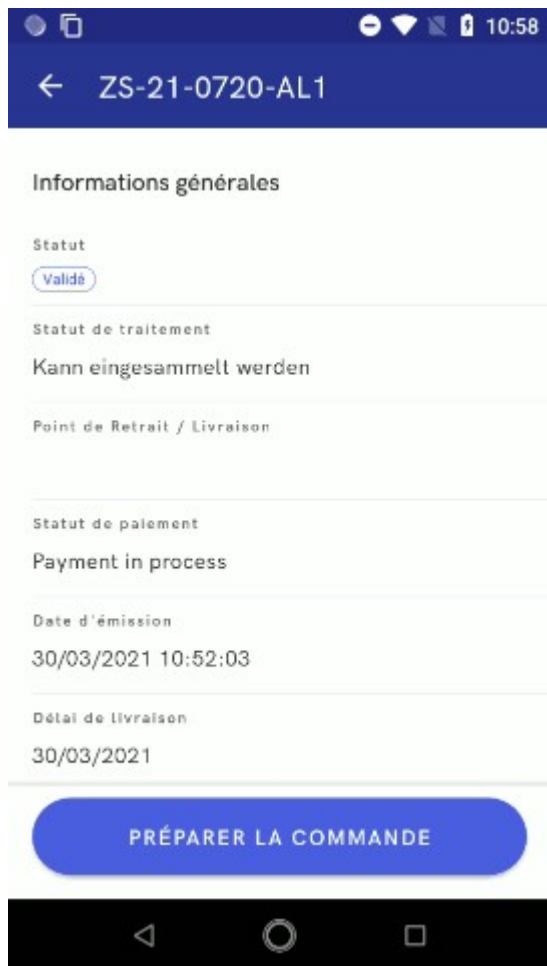 10:58
ZS-21-0720-AL1
Informations générales
Statut
Validé
Statut de traitement
Kann eingesammelt werden
Point de Retrait / Livraison
Statut de paiement
Payment in process
Date d'émission
30/03/2021 10:52:03
Délai de livraison
30/03/2021
PRÉPARER LA COMMANDE